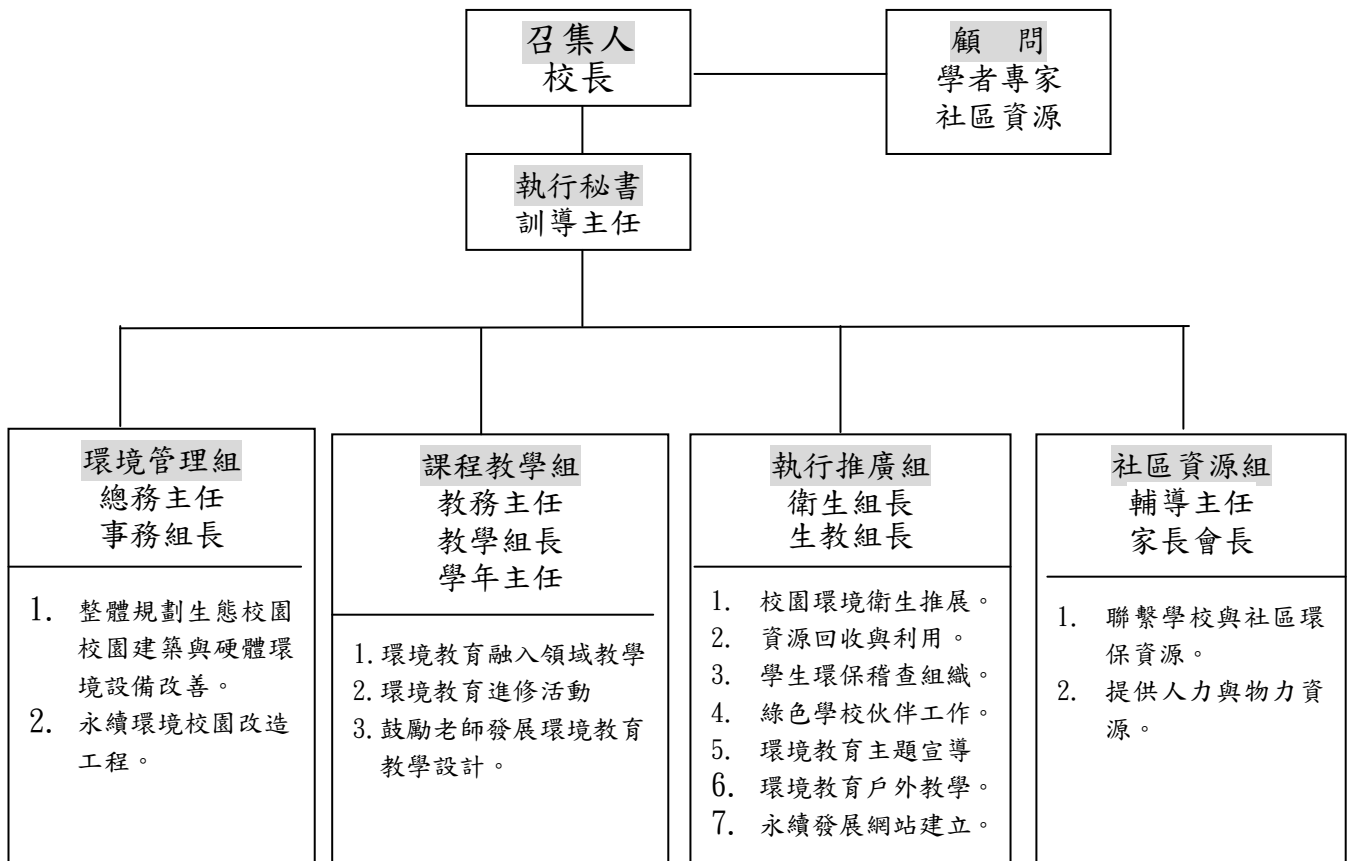 召集人
校長
顧　問
學者專家
社區資源
執行秘書
訓導主任
環境管理組
總務主任
事務組長
1. 整體規劃生態校園
校園建築與硬體環
境設備改善。
2. 永續環境校園改造
工程。
課程教學組
教務主任
教學組長
學年主任
1.環境教育融入領域教學
2.環境教育進修活動
3.鼓勵老師發展環境教育
教學設計。
執行推廣組
衛生組長
生教組長
1. 校園環境衛生推展。
2. 資源回收與利用。
3. 學生環保稽查組織。
4. 綠色學校伙伴工作。
5. 環境教育主題宣導
6. 環境教育戶外教學。
7. 永續發展網站建立。
社區資源組
輔導主任
家長會長
1. 聯繫學校與社區環
保資源。
2. 提供人力與物力資
源。